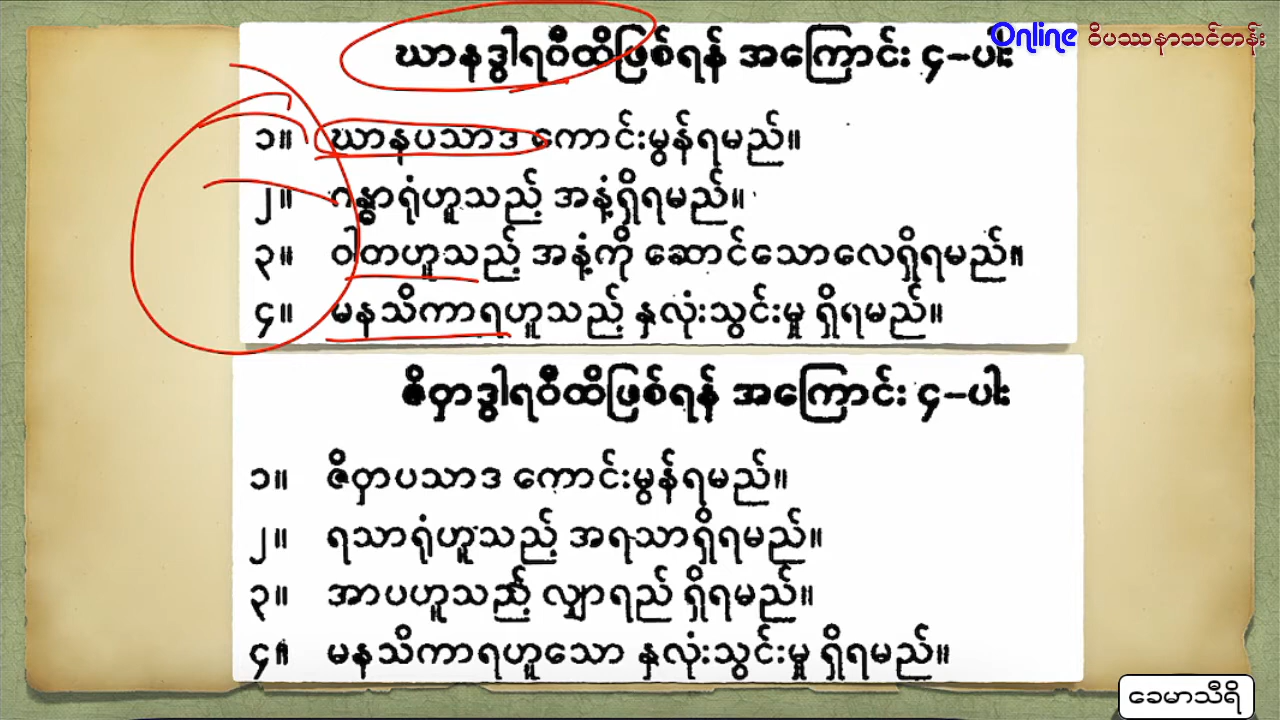 Online ဝိပဿနာသင်တန်း
ဃာနဒွါရဝီထိဖြစ်ရန် အကြောင်း ၄-ပါး
၁။ ဃာနပသာဒ ကောင်းမွန်ရမည်။
၂။ ဂန္ဓာရုံဟူသည့် အနံ့ရှိရမည်။
၃။ ဝါတဟူသည့် အနံ့ကို ဆောင်သောလေရှိရမည်။
၄။ မနသိကာရဟူသည့် နှလုံးသွင်းမှု ရှိရမည်။
ဇိဝှာဒွါရဝီထိဖြစ်ရန် အကြောင်း ၄-ပါး
၁။ ဇိဝှာပသာဒ ကောင်းမွန်ရမည်။
၂။ ရသာရုံဟူသည့် အရသာရှိရမည်။
၃။ အာပဟူသည့် လျှာရည် ရှိရမည်။
၄။ မနသိကာရဟူသော နှလုံးသွင်းမှု ရှိရမည်။
ခေမာသီရိ